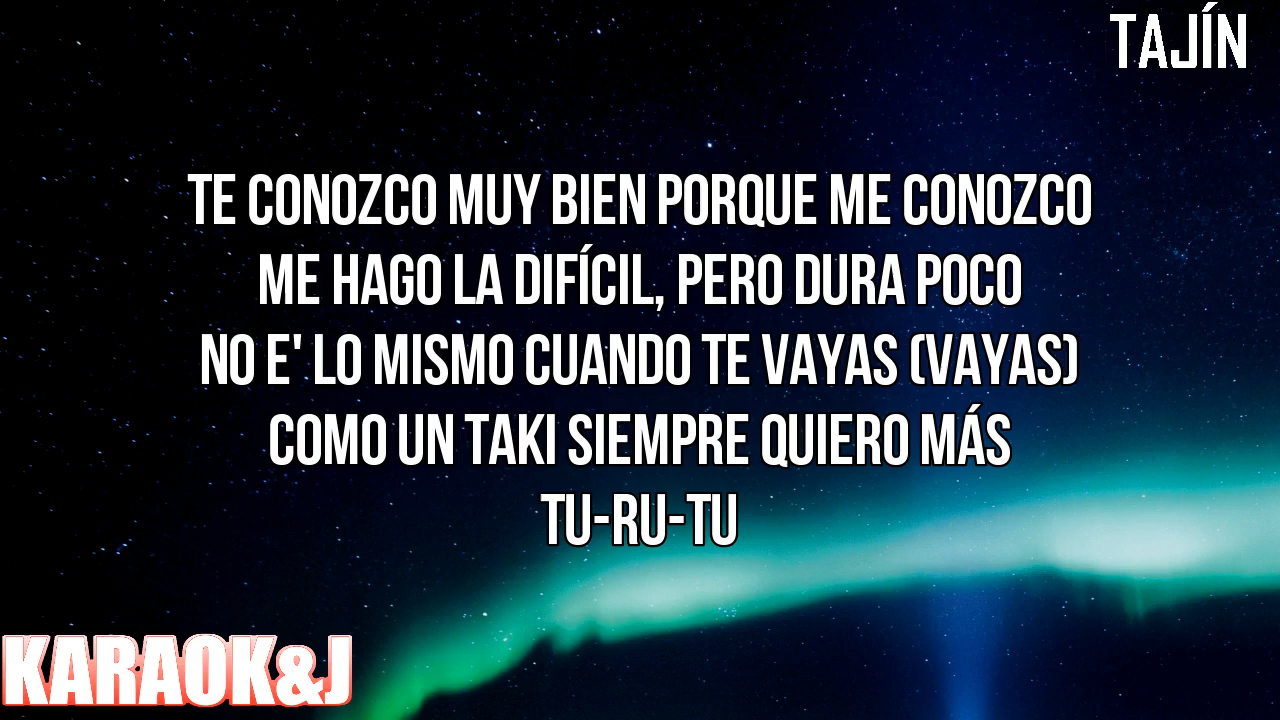 TAJÍN
TE CONOZCO MUY BIEN PORQUE ME CONOZCO
ME HAGO LA DIFÍCIL, PERO DURA POCO
NO E' LO MISMO CUANDO TE VAYAS (VAYAS)
COMO UN TAKI SIEMPRE QUIERO MÁS
TU-RU-TU
KARAOK&J